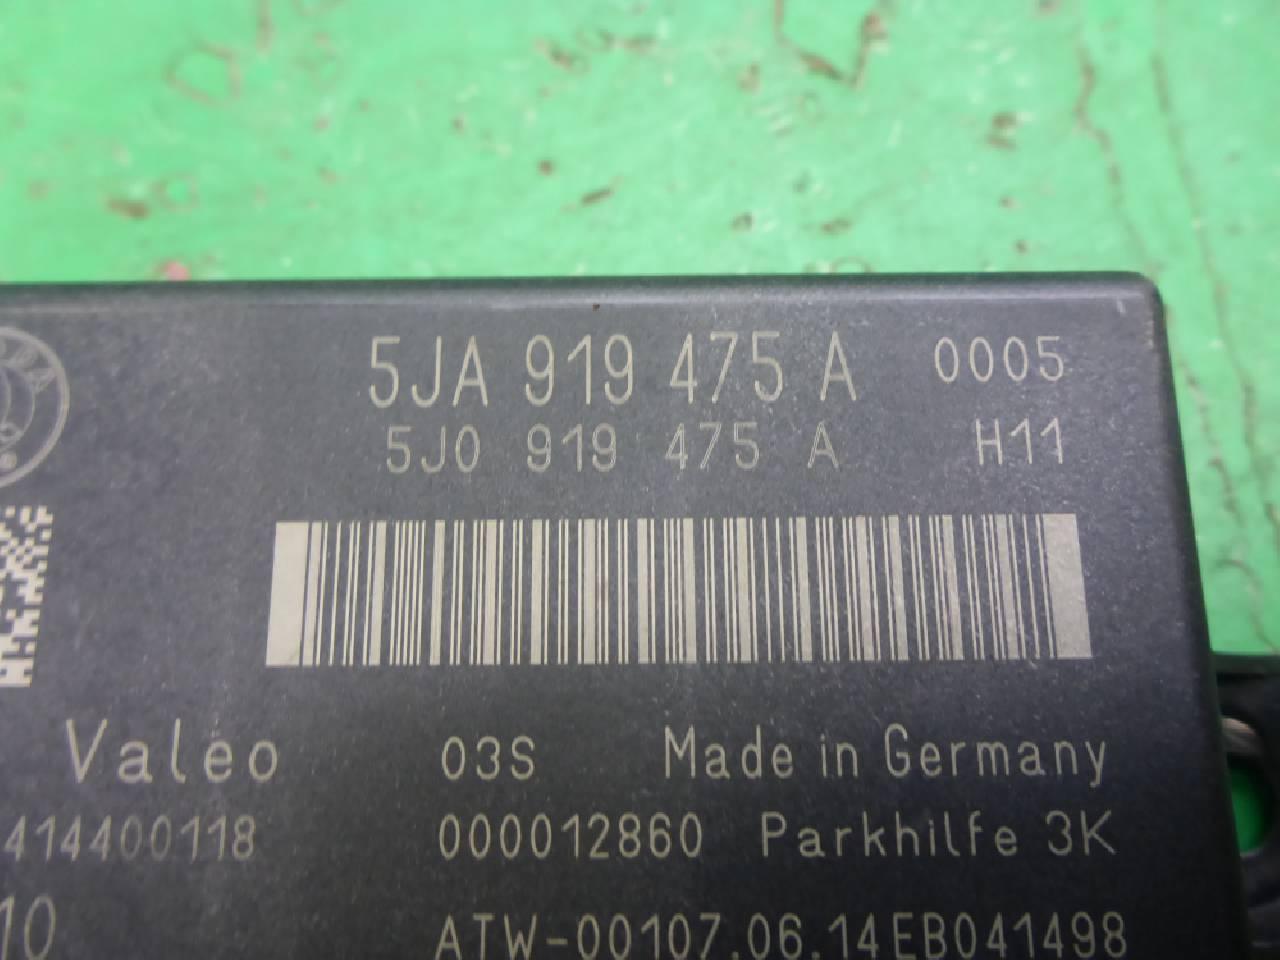 5JA 919 475 A 0005
5J0 919 475 A H11
Valeo 03S Made in Germany
414400118 000012860 Parkhilfe 3K
10 ATW-00107.06.14EB041498